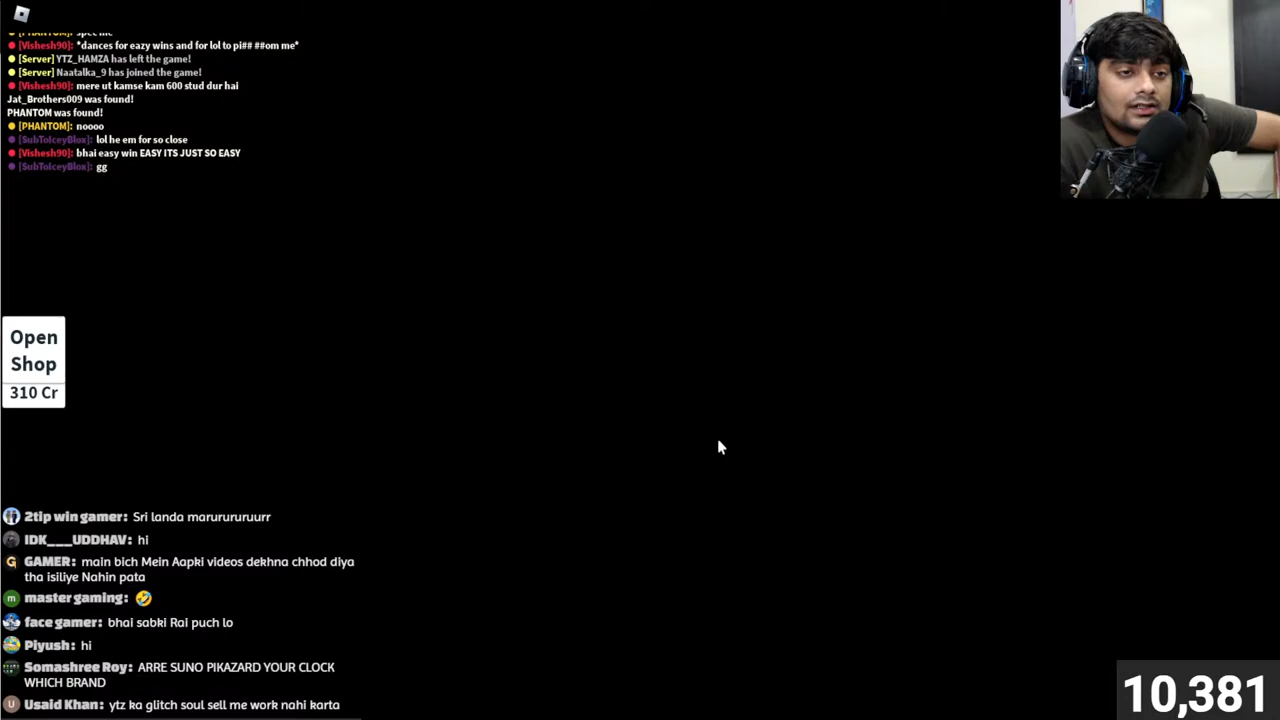 [Vishesh90]: *dances for eazy wins and for lol to pi## ##om me*
[Server] YTZ_HAMZA has left the game!
[Server] Naatalka_9 has joined the game!
[Vishesh90]: mere ut kamse kam 600 stud dur hai
Jat_Brothers009 was found!
PHANTOM was found!
[PHANTOM]: noooo
[SubToIceyBlox]: lol he em for so close
[Vishesh90]: bhai easy win EASY ITS JUST SO EASY
[SubToIceyBlox]: gg
Open
Shop
310 Cr
2tip win gamer: Sri landa marurururuurr
IDK___UDDHAV: hi
G GAMER: main bich Mein Aapki videos dekhna chhod diya
tha isiliye Nahin pata
m master gaming: 🤣
face gamer: bhai sabki Rai puch lo
Piyush: hi
Somashree Roy: ARRE SUNO PIKAZARD YOUR CLOCK
WHICH BRAND
U Usaid Khan: ytz ka glitch soul sell me work nahi karta
10,381